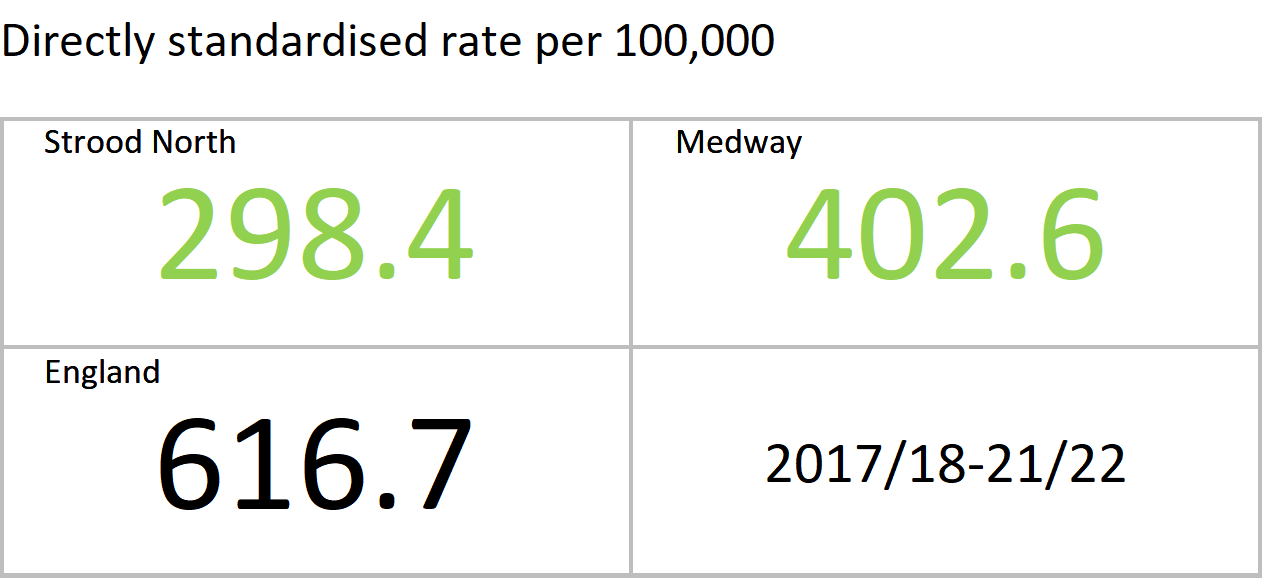 Directly standardised rate per 100,000
Strood North
298.4
Medway
402.6
England
616.7
2017/18-21/22